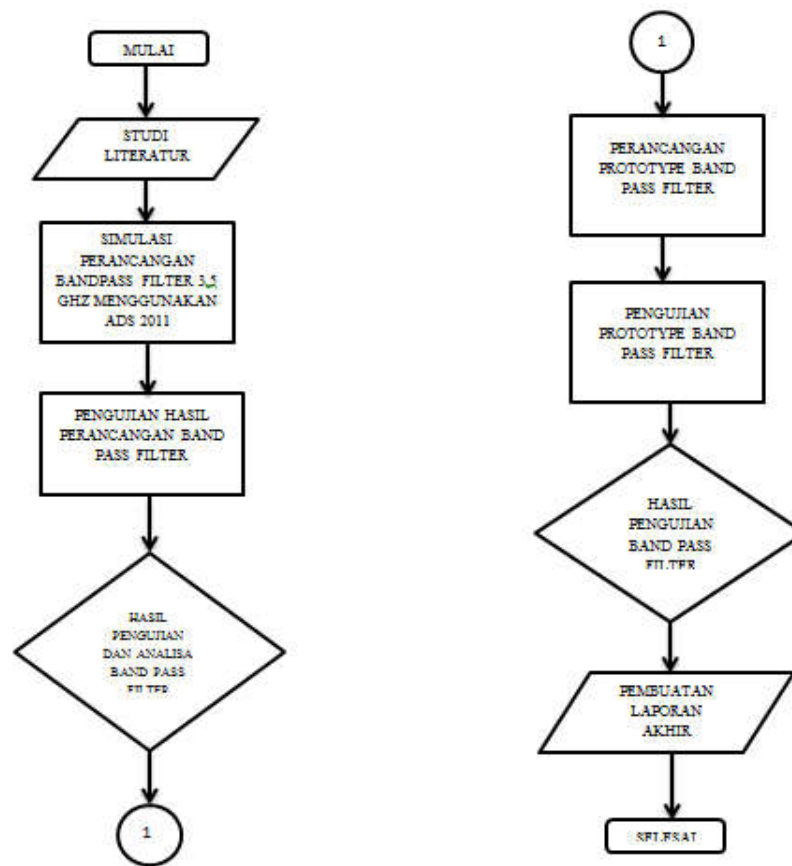 MULAI
STUDI
LITERATUR
SIMULASI
PERANCANGAN
BANDPASS FILTER 3,5
GHZ MENGGUNAKAN
ADS 2011
PENGUJIAN HASIL
PERANCANGAN BAND
PASS FILTER
HASIL
PENGUJIAN
DAN ANALISA
BAND PASS
FILTER
1
1
PERANCANGAN
PROTOTYPE BAND
PASS FILTER
PENGUJIAN
PROTOTYPE BAND
PASS FILTER
HASIL
PENGUJIAN
BAND PASS
FILTER
PEMBUATAN
LAPORAN
AKHIR
SELESAI